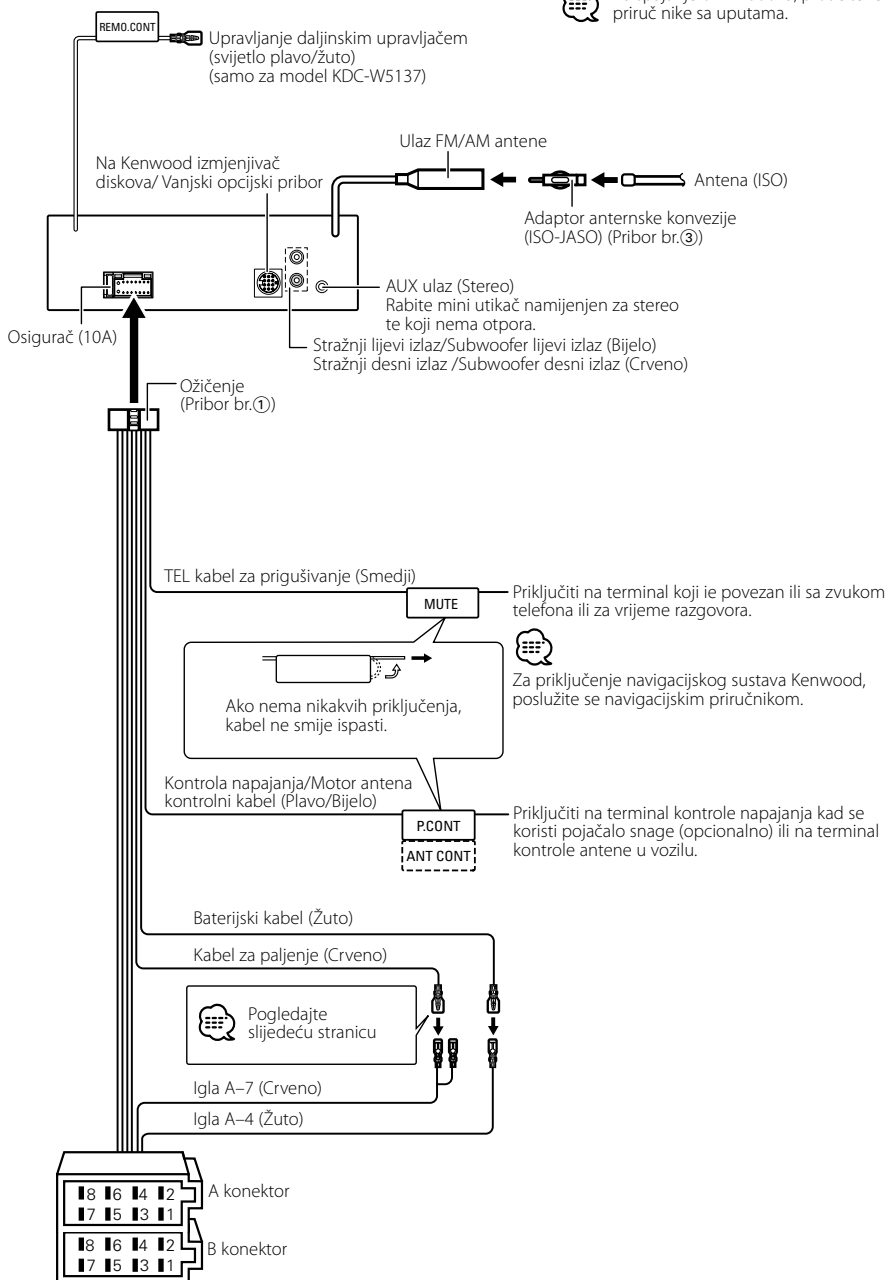 priruč nike sa uputama.
REMO.CONT
Upravljanje daljinskim upravljačem
(svijetlo plavo/žuto)
(samo za model KDC-W5137)
Ulaz FM/AM antene
Na Kenwood izmjenjivač
diskova/ Vanjski opcijski pribor
Antena (ISO)
Adaptor anternske konvezije
(ISO-JASO) (Pribor br.③)
AUX ulaz (Stereo)
Rabite mini utikač namijenjen za stereo
te koji nema otpora.
Osigurač (10A)
Stražnji lijevi izlaz/Subwoofer lijevi izlaz (Bijelo)
Stražnji desni izlaz /Subwoofer desni izlaz (Crveno)
Ožičenje
(Pribor br.①)
TEL kabel za prigušivanje (Smedji)
MUTE
Priključiti na terminal koji ie povezan ili sa zvukom
telefona ili za vrijeme razgovora.
Za priključenje navigacijskog sustava Kenwood,
poslužite se navigacijskim priručnikom.
Ako nema nikakvih priključenja,
kabel ne smije ispasti.
Kontrola napajanja/Motor antena
kontrolni kabel (Plavo/Bijelo)
P.CONT
ANT CONT
Priključiti na terminal kontrole napajanja kad se
koristi pojačalo snage (opcionalno) ili na terminal
kontrole antene u vozilu.
Baterijski kabel (Žuto)
Kabel za paljenje (Crveno)
Pogledajte
slijedeću stranicu
Igla A–7 (Crveno)
Igla A–4 (Žuto)
8 6 4 2
7 5 3 1
A konektor
8 6 4 2
7 5 3 1
B konektor